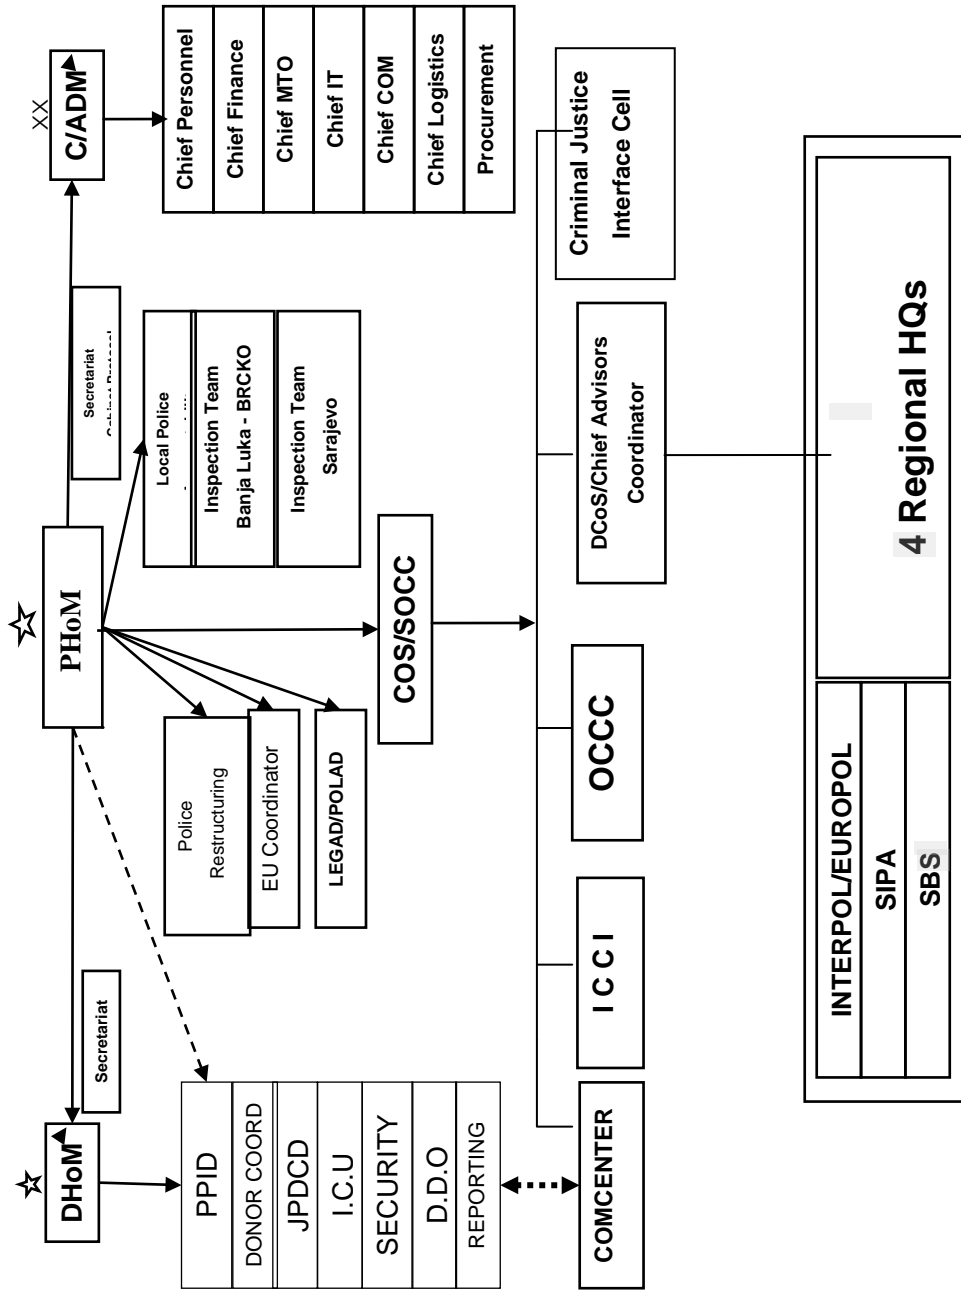 PHoM
DHoM
XX
C/ADM
Secretariat
Secretariat
PPID
DONOR COORD
JPDCD
I.C.U
SECURITY
D.D.O
REPORTING
Police
Restructuring
EU Coordinator
LEGAD/POLAD
Local Police
Inspection Team
Banja Luka - BRCKO
Inspection Team
Sarajevo
Chief Personnel
Chief Finance
Chief MTO
Chief IT
Chief COM
Chief Logistics
Procurement
COS/SOCC
COMCENTER
I C C I
OCCC
DCoS/Chief Advisors
Coordinator
Criminal Justice
Interface Cell
INTERPOL/EUROPOL
SIPA
SBS
4 Regional HQs